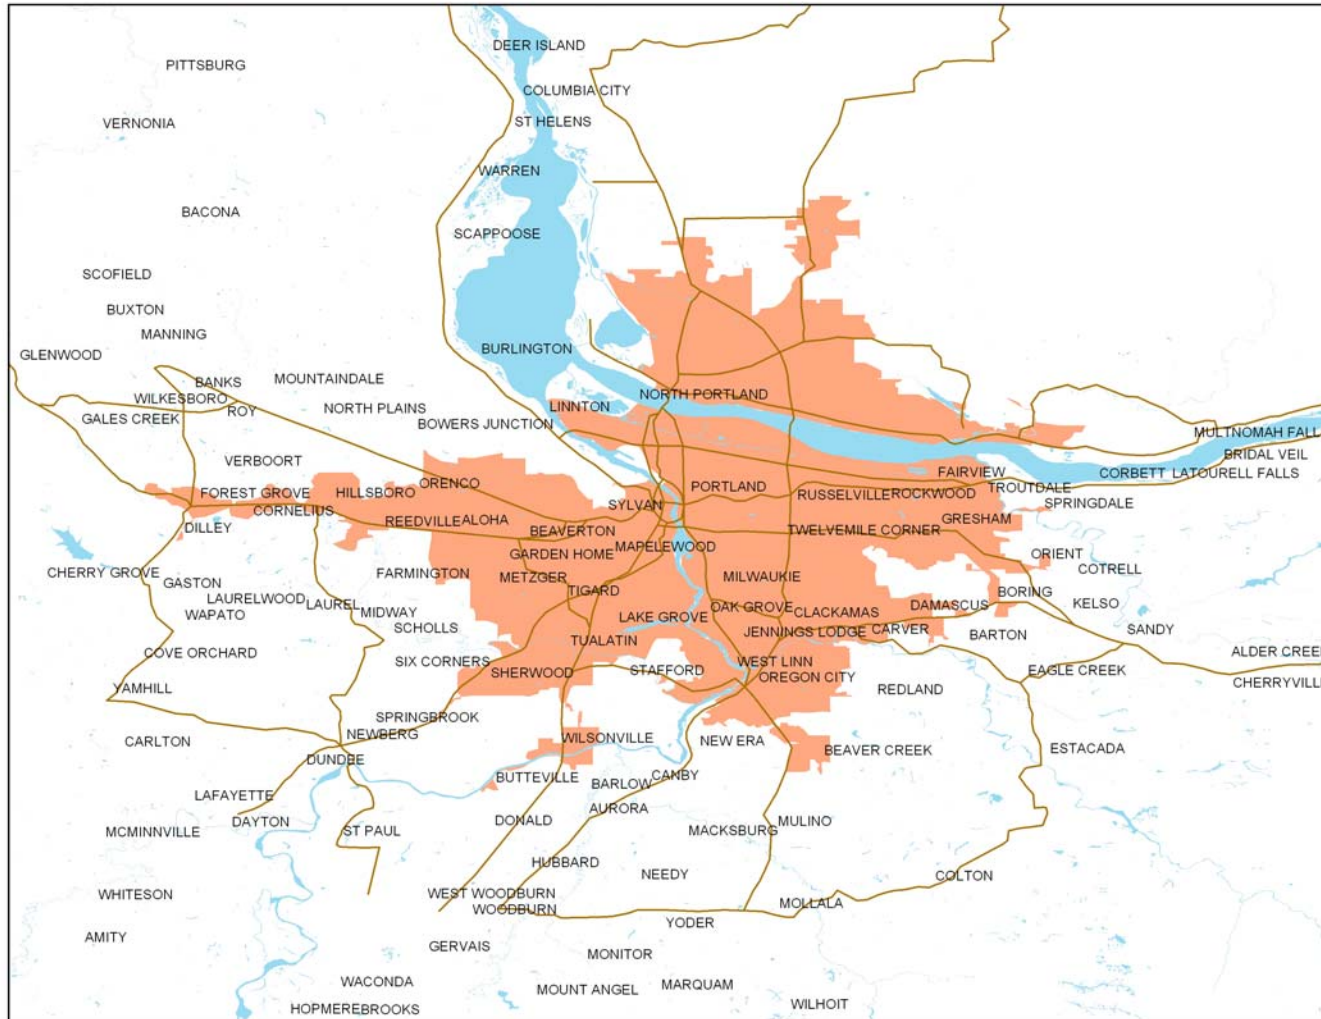 DEER ISLAND
PITTSBURG
COLUMBIA CITY
VERNONIA
ST HELENS
WARREN
BACONA
SCAPPOOSE
SCOFIELD
BUXTON
MANNING
GLENWOOD
BURLINGTON
BANKS
MOUNTAINDALE
WILKESBORO
NORTH PORTLAND
ROY
NORTH PLAINS
LINNTON
GALES CREEK
BOWERS JUNCTION
MULTNOMAH FALL
BRIDAL VEIL
VERBOORT
FAIRVIEW
CORBETT
LATOURELL FALLS
ORENCO
PORTLAND
TROUTDALE
FOREST GROVE
HILLSBORO
RUSSELVILLE
ROCKWOOD
SPRINGDALE
SYLVAN
CORNELIUS
REEDVILLE
ALOHA
GRESHAM
DILLEY
BEAVERTON
TWELVEMILE CORNER
MAPELEWOOD
GARDEN HOME
ORIENT
COTRELL
CHERRY GROVE
FARMINGTON
METZGER
MILWAUKIE
GASTON
TIGARD
BORING
LAURELWOOD
LAUREL
OAK GROVE
DAMASCUS
KELSO
WAPATO
MIDWAY
LAKE GROVE
CLACKAMAS
SCHOLLS
JENNINGS LODGE
CARVER
BARTON
SANDY
TUALATIN
COVE ORCHARD
ALDER CREE
SIX CORNERS
WEST LINN
SHERWOOD
STAFFORD
OREGON CITY
EAGLE CREEK
CHERRYVILL
YAMHILL
REDLAND
SPRINGBROOK
NEWBERG
WILSONVILLE
NEW ERA
CARLTON
BEAVER CREEK
ESTACADA
DUNDEE
BUTTEVILLE
CANBY
BARLOW
LAFAYETTE
AURORA
DAYTON
DONALD
MULINO
MCMINNVILLE
ST PAUL
MACKSBURG
HUBBARD
NEEDY
COLTON
WHITESON
WEST WOODBURN
WOODBURN
MOLLALA
YODER
AMITY
GERVAIS
MONITOR
WACONDA
MOUNT ANGEL
MARQUAM
WILHOIT
HOPMERE
BROOKS